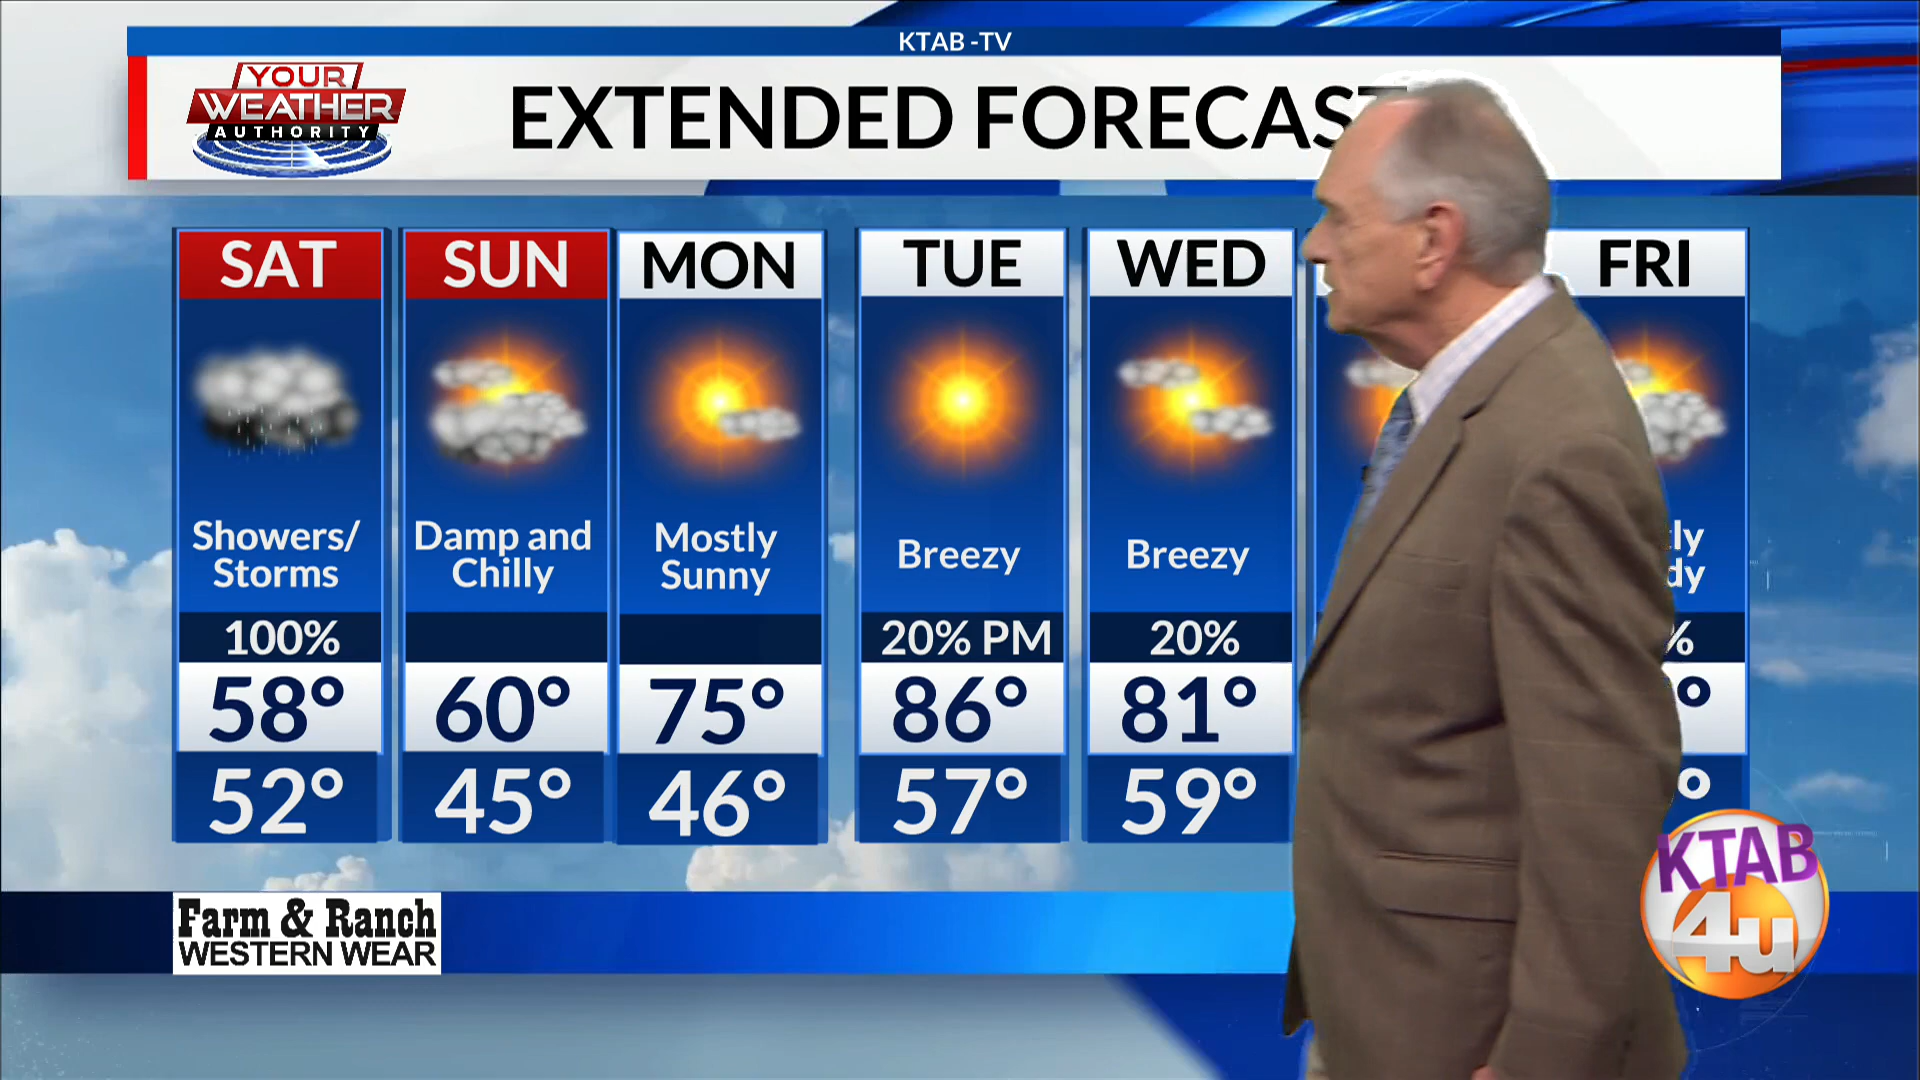 KTAB -TV
YOUR
WEATHER
AUTHORITY
EXTENDED FORECAST
SAT
SUN
MON
TUE
WED
FRI
Showers/
Storms
Damp and
Chilly
Mostly
Sunny
Breezy
Breezy
100%
20% PM
20%
%
58°
60°
75°
86°
81°
°
52°
45°
46°
57°
59°
°
Farm & Ranch
WESTERN WEAR
KTAB
4u